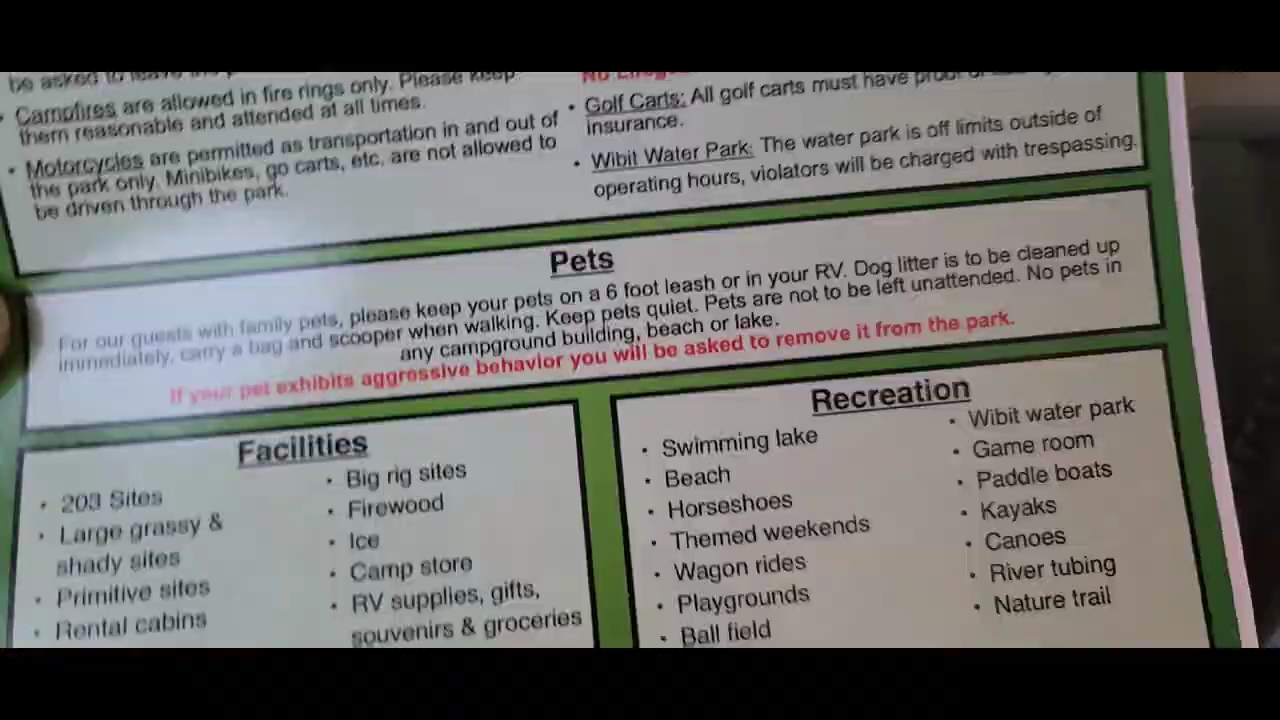 be asked to leave the
• Campfires are allowed in fire rings only. Please keep
them reasonable and attended at all times.
• Motorcycles are permitted as transportation in and out of
the park only. Minibikes, go carts, etc. are not allowed to
be driven through the park.
• Golf Carts: All golf carts must have proof of
insurance.
• Wibit Water Park: The water park is off limits outside of
operating hours, violators will be charged with trespassing.
Pets
For our guests with family pets, please keep your pets on a 6 foot leash or in your RV. Dog litter is to be cleaned up
immediately, carry a bag and scooper when walking. Keep pets quiet. Pets are not to be left unattended. No pets in
any campground building, beach or lake.
If your pet exhibits aggressive behavior you will be asked to remove it from the park.
Facilities
• 203 Sites
• Large grassy &
shady sites
• Primitive sites
• Rental cabins
• Big rig sites
• Firewood
• Ice
• Camp store
• RV supplies, gifts,
souvenirs & groceries
Recreation
• Swimming lake
• Beach
• Horseshoes
• Themed weekends
• Wagon rides
• Playgrounds
• Ball field
• Wibit water park
• Game room
• Paddle boats
• Kayaks
• Canoes
• River tubing
• Nature trail